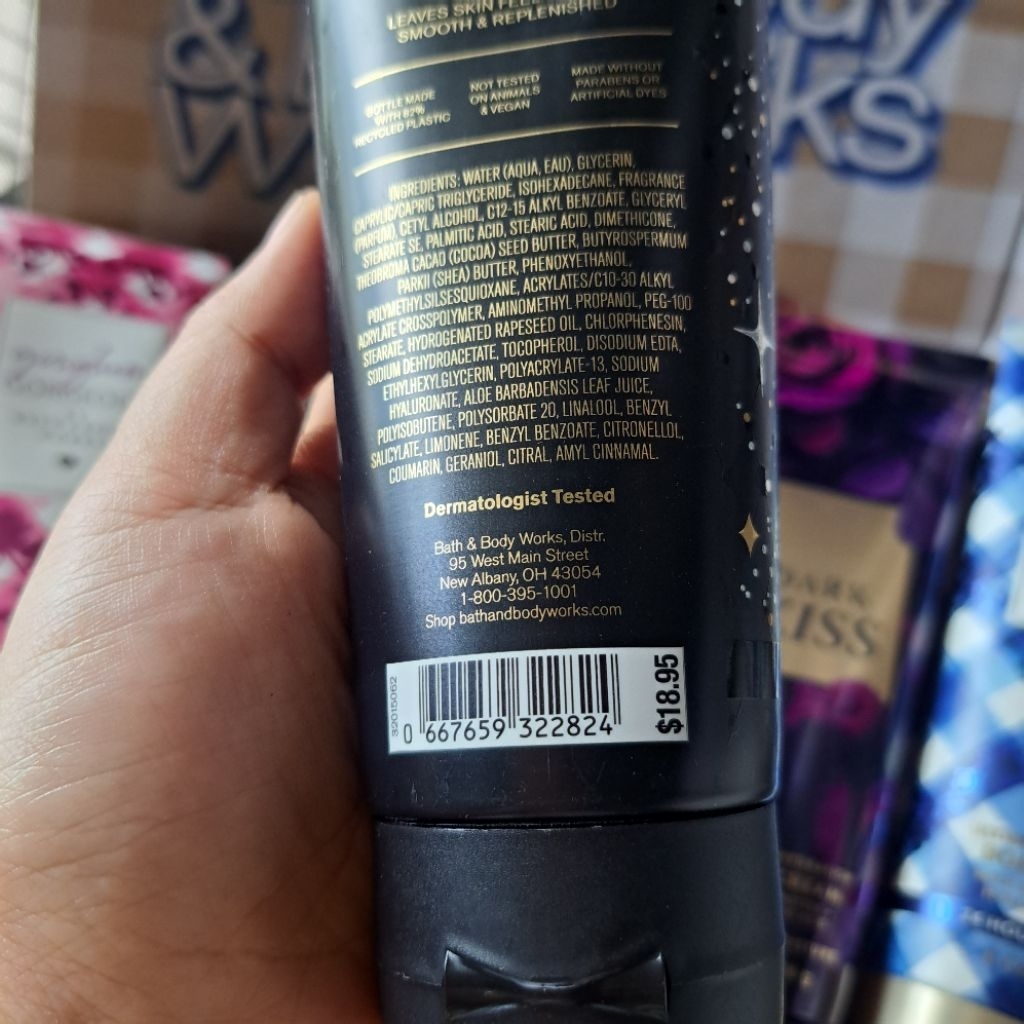 LEAVES SKIN
SMOOTH & REPLENISHED
BOTTLE MADE
WITH 82%
RECYCLED PLASTIC
NOT TESTED
ON ANIMALS
& VEGAN
MADE WITHOUT
PARABENS OR
ARTIFICIAL DYES
INGREDIENTS: WATER (AQUA, EAU), GLYCERIN,
CAPRYLIC/CAPRIC TRIGLYCERIDE, ISOHEXADECANE, FRAGRANCE
(PARFUM), CETYL ALCOHOL, C12-15 ALKYL BENZOATE, GLYCERYL
STEARATE SE, PALMITIC ACID, STEARIC ACID, DIMETHICONE,
THEOBROMA CACAO (COCOA) SEED BUTTER, BUTYROSPERMUM
PARKII (SHEA) BUTTER, PHENOXYETHANOL,
POLYMETHYLSILSESQUIOXANE, ACRYLATES/C10-30 ALKYL
ACRYLATE CROSSPOLYMER, AMINOMETHYL PROPANOL, PEG-100
STEARATE, HYDROGENATED RAPESEED OIL, CHLORPHENESIN,
SODIUM DEHYDROACETATE, TOCOPHEROL, DISODIUM EDTA,
ETHYLHEXYLGLYCERIN, POLYACRYLATE-13, SODIUM
HYALURONATE, ALOE BARBADENSIS LEAF JUICE,
POLYISOBUTENE, POLYSORBATE 20, LINALOOL, BENZYL
SALICYLATE, LIMONENE, BENZYL BENZOATE, CITRONELLOL,
COUMARIN, GERANIOL, CITRAL, AMYL CINNAMAL.
Dermatologist Tested
Bath & Body Works, Distr.
95 West Main Street
New Albany, OH 43054
1-800-395-1001
Shop bathandbodyworks.com
32015062
0 667659 322824
$18.95
&
DARK
KISS